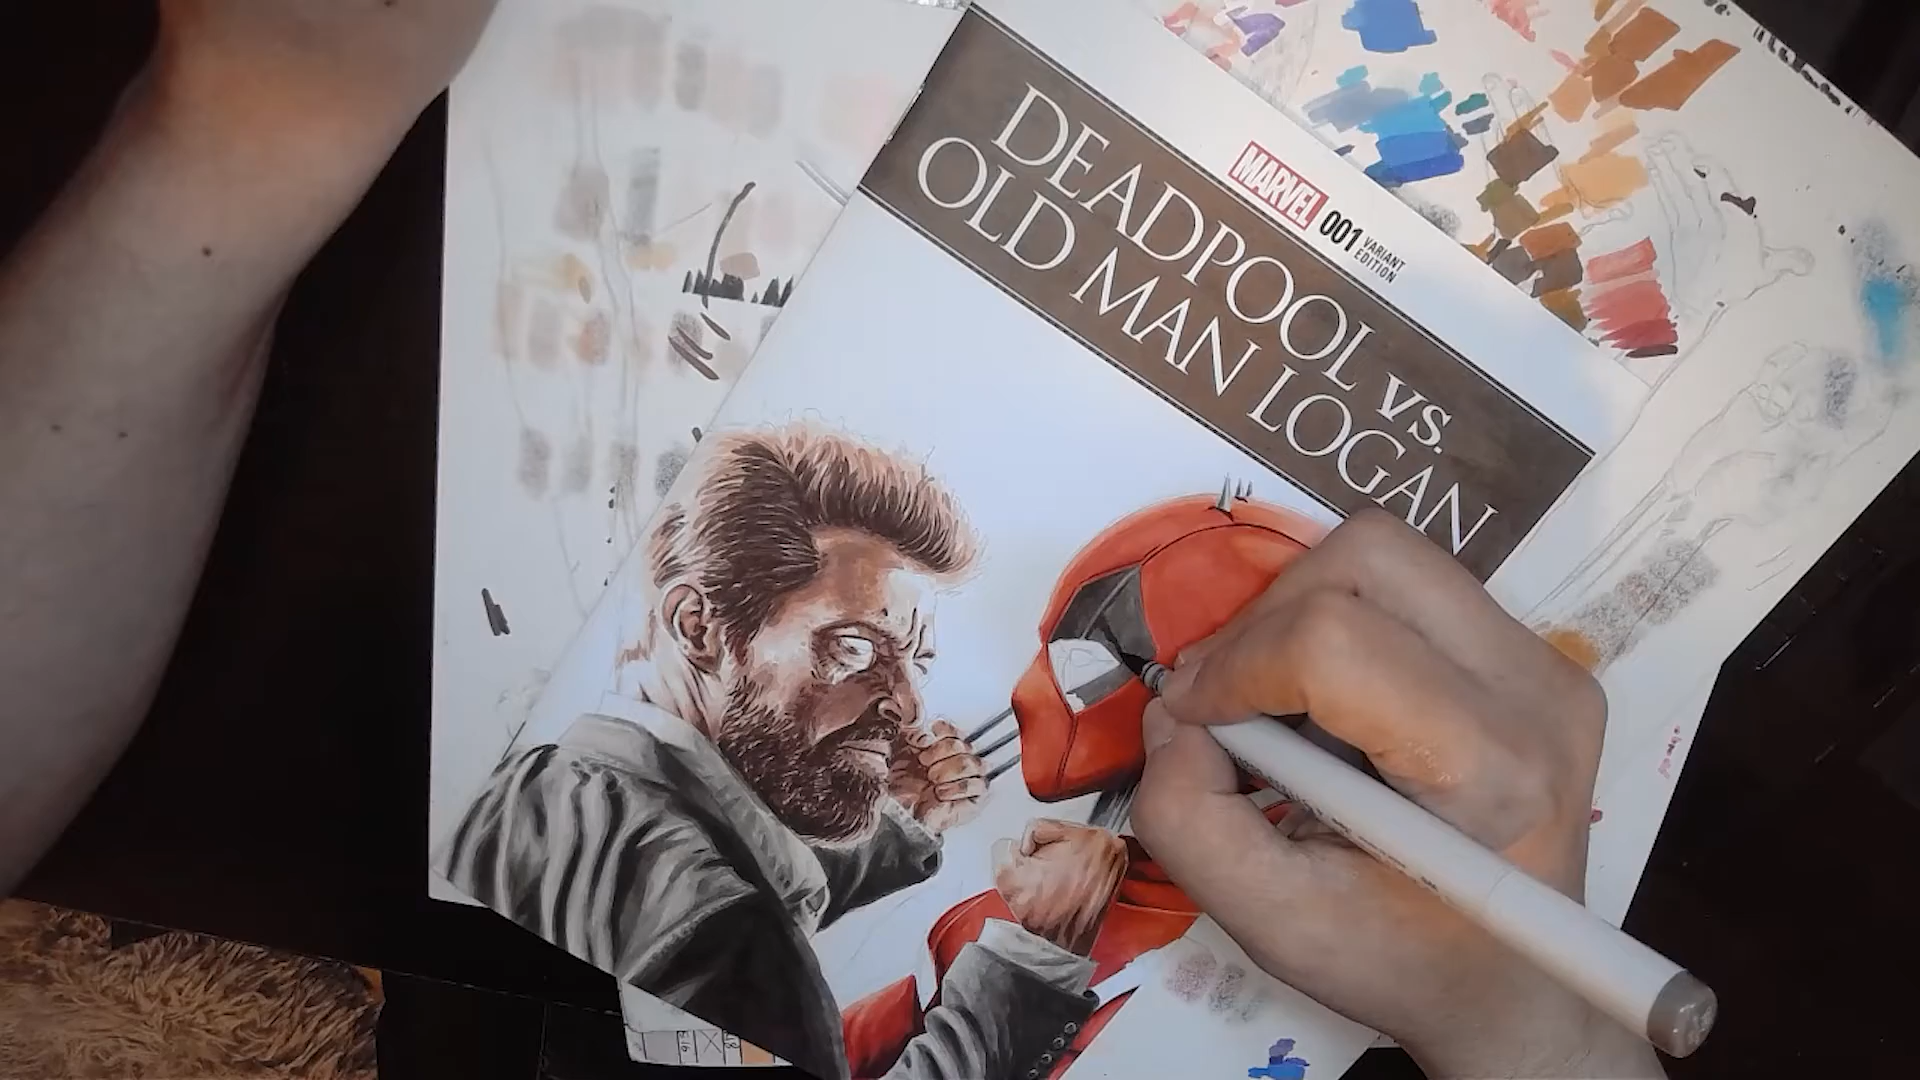 DEADPOOL VS.
OLD MAN LOGAN
MARVEL
001
VARIANT
EDITION